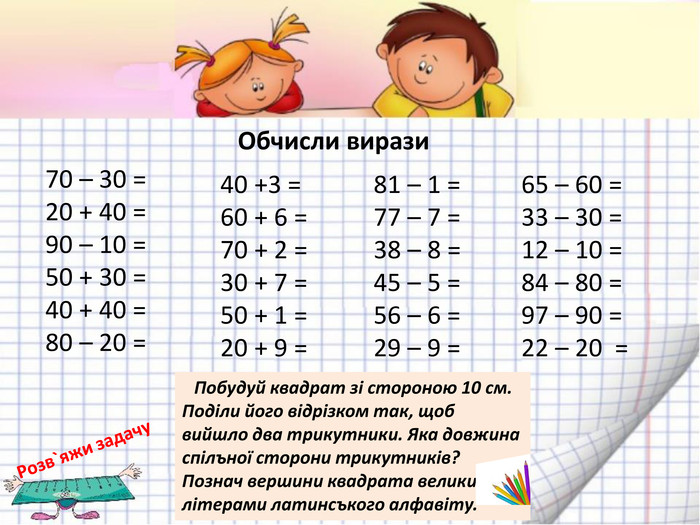 Обчисли вирази
70 – 30 =
20 + 40 =
90 – 10 =
50 + 30 =
40 + 40 =
80 – 20 =
40 +3 =
60 + 6 =
70 + 2 =
30 + 7 =
50 + 1 =
20 + 9 =
81 – 1 =
77 – 7 =
38 – 8 =
45 – 5 =
56 – 6 =
29 – 9 =
65 – 60 =
33 – 30 =
12 – 10 =
84 – 80 =
97 – 90 =
22 – 20 =
Побудуй квадрат зі стороною 10 см.
Поділи його відрізком так, щоб
вийшло два трикутники. Яка довжина
спільної сторони трикутників?
Познач вершини квадрата велики
літерами латинського алфавіту.
Розв`яжи задачу